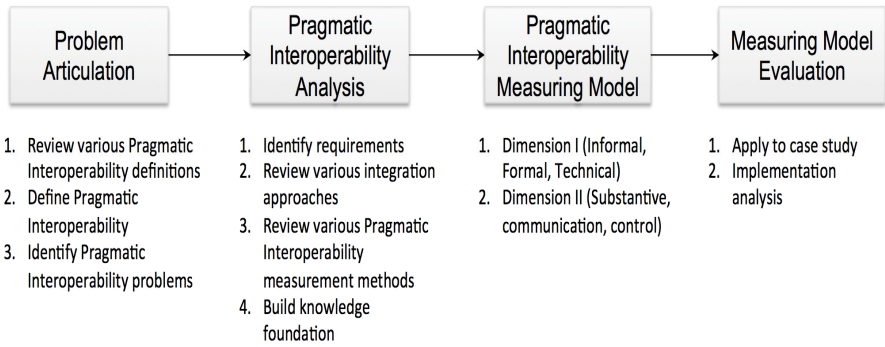 Problem
Articulation
Pragmatic
Interoperability
Analysis
Pragmatic
Interoperability
Measuring Model
Measuring Model
Evaluation
1. Review various Pragmatic
Interoperability definitions
2. Define Pragmatic
Interoperability
3. Identify Pragmatic
Interoperability problems
1. Identify requirements
2. Review various integration
approaches
3. Review various Pragmatic
Interoperability
measurement methods
4. Build knowledge
foundation
1. Dimension I (Informal,
Formal, Technical)
2. Dimension II (Substantive,
communication, control)
1. Apply to case study
2. Implementation
analysis